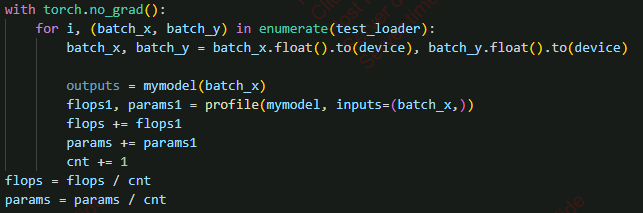 with torch.no_grad():
    for i, (batch_x, batch_y) in enumerate(test_loader):
        batch_x, batch_y = batch_x.float().to(device), batch_y.float().to(device)

        outputs = mymodel(batch_x)
        flops1, params1 = profile(mymodel, inputs=(batch_x,))
        flops += flops1
        params += params1
        cnt += 1
flops = flops / cnt
params = params / cnt